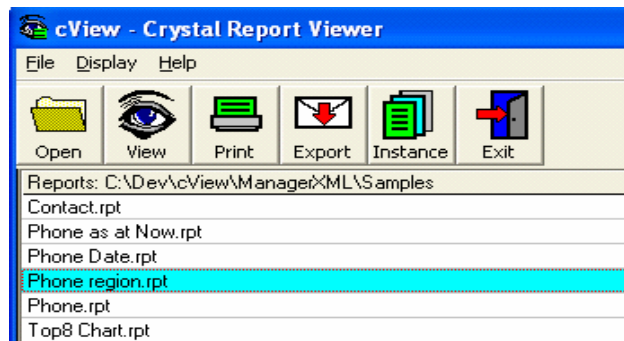 cView - Crystal Report Viewer
File Display Help
Open View Print Export Instance Exit
Reports: C:\Dev\cView\ManagerXML\Samples
Contact.rpt
Phone as at Now.rpt
Phone Date.rpt
Phone region.rpt
Phone.rpt
Top8 Chart.rpt